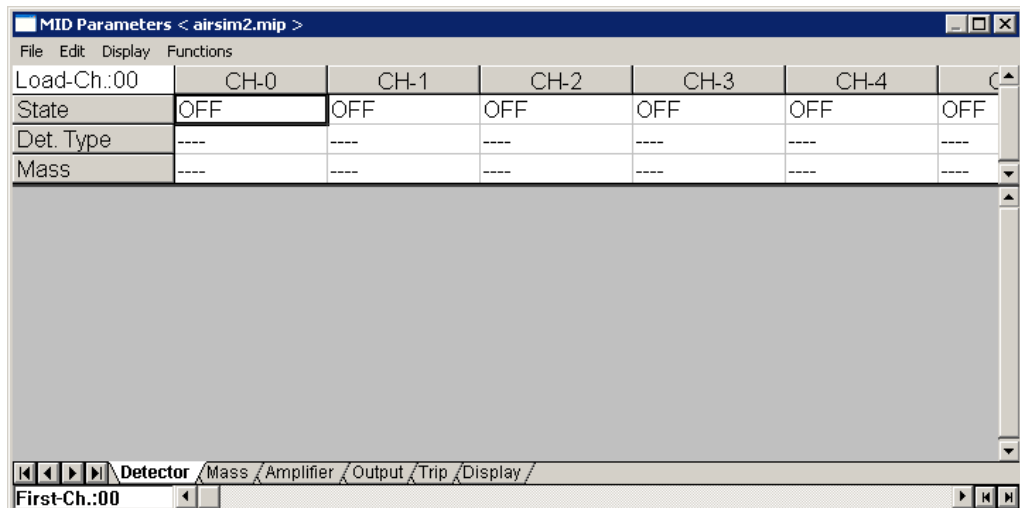 MID Parameters < airsim2.mip >
File Edit Display Functions
Load-Ch.:00 CH-0 CH-1 CH-2 CH-3 CH-4
State OFF OFF OFF OFF OFF OFF
Det. Type ---- ---- ---- ---- ---- ----
Mass ---- ---- ---- ---- ---- ----
Detector Mass Amplifier Output Trip Display
First-Ch.:00